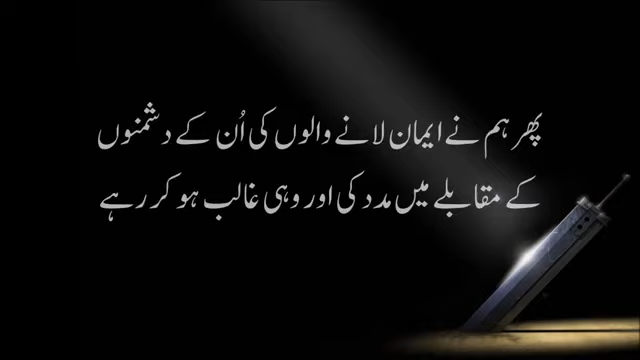 پھر ہم نے ایمان لانے والوں کی اُن کے دشمنوں
کے مقابلے میں مدد کی اور وہی غالب ہو کر رہے